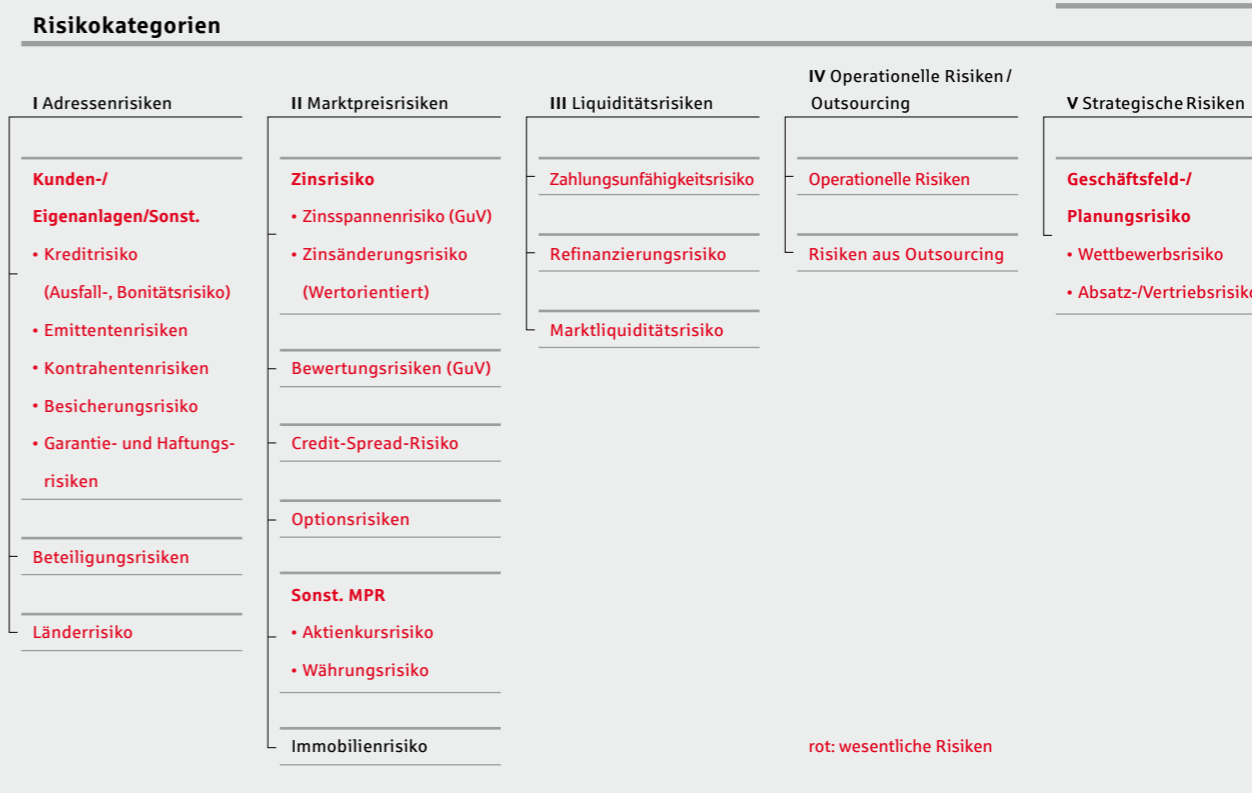 Risikokategorien
I Adressenrisiken
Kunden-/
Eigenanlagen/Sonst.
• Kreditrisiko
(Ausfall-, Bonitätsrisiko)
• Emittentenrisiken
• Kontrahentenrisiken
• Besicherungsrisiko
• Garantie- und Haftungs-
risiken
Beteiligungsrisiken
Länderrisiko
II Marktpreisrisiken
Zinsrisiko
• Zinsspannenrisiko (GuV)
• Zinsänderungsrisiko
(Wertorientiert)
Bewertungsrisiken (GuV)
Credit-Spread-Risiko
Optionsrisiken
Sonst. MPR
• Aktienkursrisiko
• Währungsrisiko
Immobilienrisiko
III Liquiditätsrisiken
Zahlungsunfähigkeitsrisiko
Refinanzierungsrisiko
Marktliquiditätsrisiko
IV Operationelle Risiken/
Outsourcing
Operationelle Risiken
Risiken aus Outsourcing
V Strategische Risiken
Geschäftsfeld-/
Planungsrisiko
• Wettbewerbsrisiko
• Absatz-/Vertriebsrisiko
rot: wesentliche Risiken